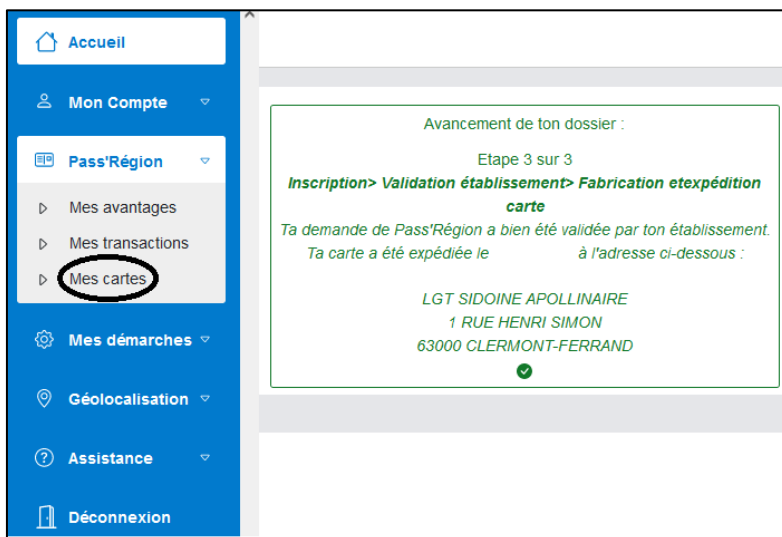 Accueil
Mon Compte
Pass'Région
Mes avantages
Mes transactions
Mes cartes
Mes démarches
Géolocalisation
Assistance
Déconnexion
Avancement de ton dossier :
Etape 3 sur 3
Inscription> Validation établissement> Fabrication etexpédition
carte
Ta demande de Pass'Région a bien été validée par ton établissement.
Ta carte a été expédiée le à l'adresse ci-dessous :
LGT SIDOINE APOLLINAIRE
1 RUE HENRI SIMON
63000 CLERMONT-FERRAND